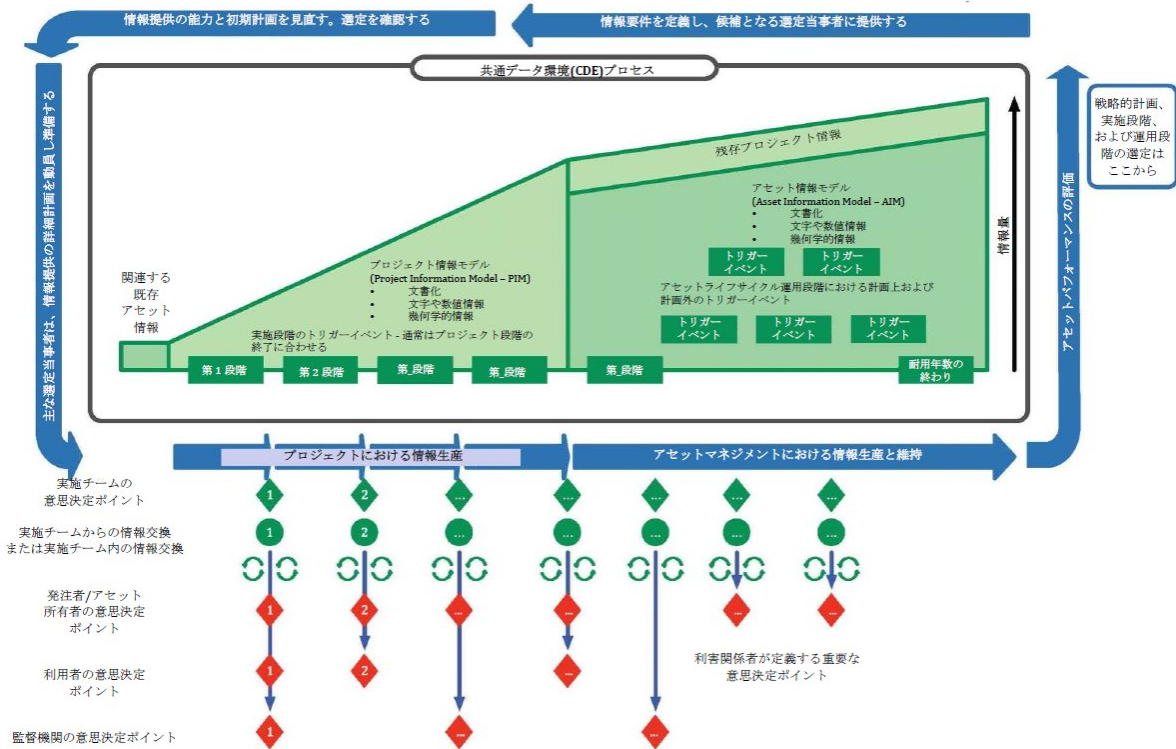 情報提供の能力と初期計画を見直す。選定を確認する
情報要件を定義し、候補となる選定当事者に提供する
主な選定当事者は、情報提供の詳細計画を動員し準備する
共通データ環境(CDE)プロセス
戦略的計画、
実施段階、
および運用段
階の選定は
ここから
アセットパフォーマンスの評価
情報量
残存プロジェクト情報
アセット情報モデル
(Asset Information Model – AIM)
• 文書化
• 文字や数値情報
• 幾何学的情報
トリガー
イベント
トリガー
イベント
アセットライフサイクル運用段階における計画上および
計画外のトリガーイベント
トリガー
イベント
トリガー
イベント
トリガー
イベント
関連する
既存
アセット
情報
プロジェクト情報モデル
(Project Information Model – PIM)
• 文書化
• 文字や数値情報
• 幾何学的情報
実施段階のトリガーイベント - 通常はプロジェクト段階の
終了に合わせる
第 1 段階
第 2 段階
第_段階
第_段階
第_段階
耐用年数の
終わり
プロジェクトにおける情報生産
アセットマネジメントにおける情報生産と維持
実施チームの
意思決定ポイント
1
2
...
...
...
...
...
実施チームからの情報交換
または実施チーム内の情報交換
1
2
...
...
...
...
...
発注者/アセット
所有者の意思決定
ポイント
1
2
...
...
...
...
利用者の意思決定
ポイント
1
2
...
利害関係者が定義する重要な
意思決定ポイント
監督機関の意思決定ポイント
1
...
...